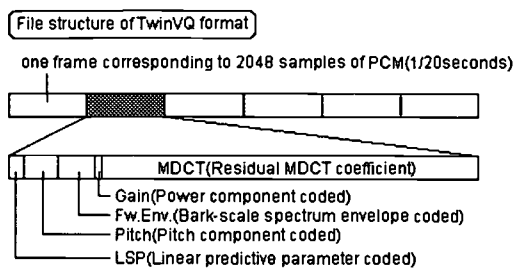 File structure of TwinVQ format
one frame corresponding to 2048 samples of PCM(1/20seconds)
MDCT(Residual MDCT coefficient)
Gain(Power component coded)
Fw.Env.(Bark-scale spectrum envelope coded)
Pitch(Pitch component coded)
LSP(Linear predictive parameter coded)